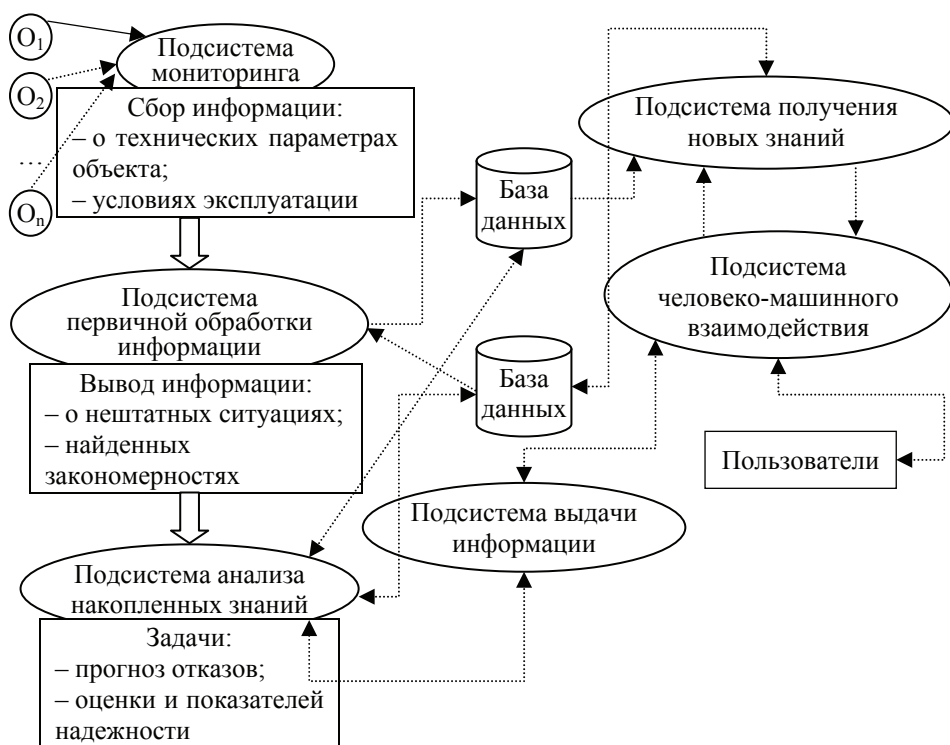 O1
O2
...
On
Подсистема
мониторинга
Сбор информации:
– о технических параметрах
объекта;
– условиях эксплуатации
Подсистема
первичной обработки
информации
Вывод информации:
– о нештатных ситуациях;
– найденных
закономерностях
Подсистема анализа
накопленных знаний
Задачи:
– прогноз отказов;
– оценки и показателей
надежности
База
данных
База
данных
Подсистема выдачи
информации
Подсистема получения
новых знаний
Подсистема
человеко-машинного
взаимодействия
Пользователи